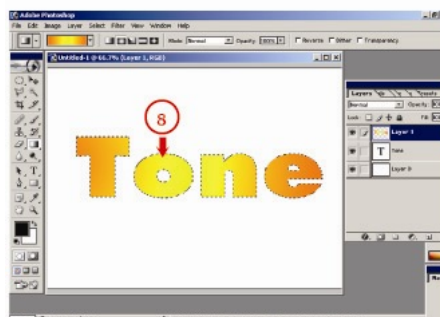 Adobe Photoshop
File Edit Image Layer Select Filter View Window Help
Mode: Normal Opacity: 100% Reverse Dither Transparency
Untitled-1 @ 66.7% (Layer 1, RGB)
8
Tone
Layers
Normal Opacity:
Lock:
Layer 1
T Tone
Layer 0